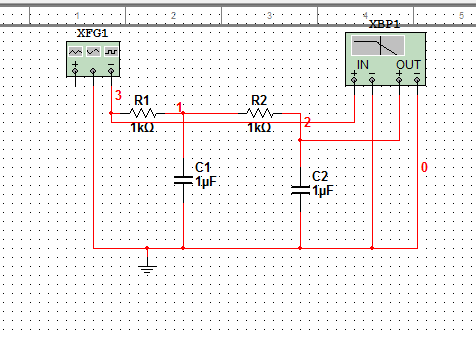 1 2 3 4 5
XFG1
XBP1
IN OUT
3
R1
1kΩ
1
R2
1kΩ
2
C1
1µF
C2
1µF
0